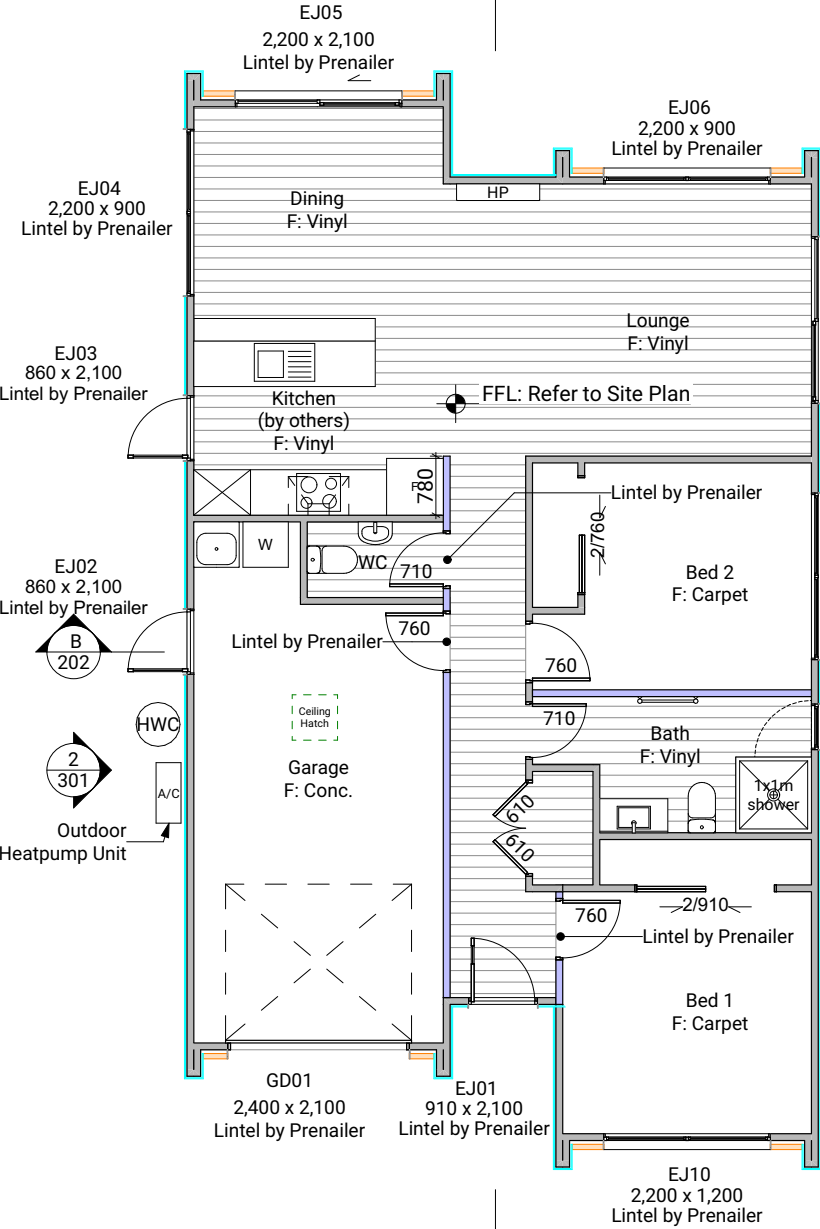 EJ05
2,200 x 2,100
Lintel by Prenailer
EJ06
2,200 x 900
Lintel by Prenailer
HP
EJ04
2,200 x 900
Lintel by Prenailer
Dining
F: Vinyl
Lounge
F: Vinyl
EJ03
860 x 2,100
Lintel by Prenailer
Kitchen
(by others)
F: Vinyl
FFL: Refer to Site Plan
780
Lintel by Prenailer
2/760
W
WC
710
Bed 2
F: Carpet
EJ02
860 x 2,100
Lintel by Prenailer
B
202
Lintel by Prenailer
760
760
710
Ceiling
Hatch
HWC
Bath
F: Vinyl
2
301
Garage
F: Conc.
A/C
1x1m
shower
610
610
Outdoor
Heatpump Unit
2/910
760
Lintel by Prenailer
Bed 1
F: Carpet
GD01
2,400 x 2,100
Lintel by Prenailer
EJ01
910 x 2,100
Lintel by Prenailer
EJ10
2,200 x 1,200
Lintel by Prenailer